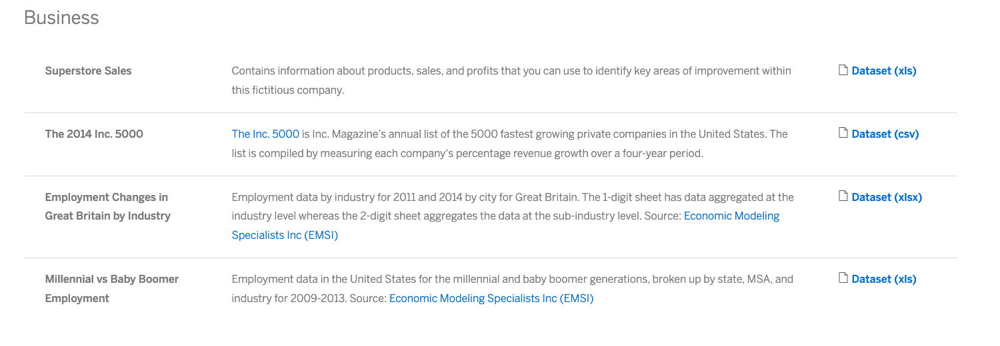 Business
Superstore Sales
Contains information about products, sales, and profits that you can use to identify key areas of improvement within
this fictitious company.
Dataset (xls)
The 2014 Inc. 5000
The Inc. 5000 is Inc. Magazine's annual list of the 5000 fastest growing private companies in the United States. The
list is compiled by measuring each company's percentage revenue growth over a four-year period.
Dataset (csv)
Employment Changes in
Great Britain by Industry
Employment data by industry for 2011 and 2014 by city for Great Britain. The 1-digit sheet has data aggregated at the
industry level whereas the 2-digit sheet aggregates the data at the sub-industry level. Source: Economic Modeling
Specialists Inc (EMSI)
Dataset (xlsx)
Millennial vs Baby Boomer
Employment
Employment data in the United States for the millennial and baby boomer generations, broken up by state, MSA, and
industry for 2009-2013. Source: Economic Modeling Specialists Inc (EMSI)
Dataset (xls)